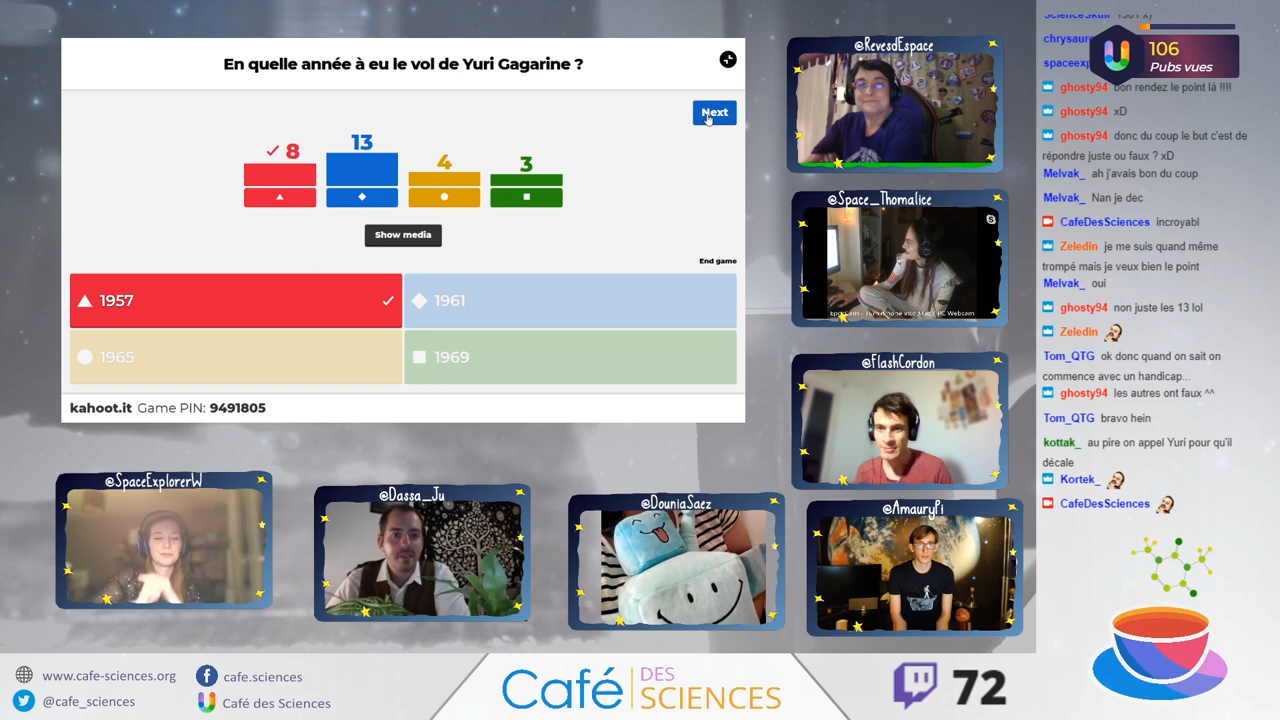 En quelle année à eu le vol de Yuri Gagarine ?
Next
8
13
4
3
Show media
End game
1957
1961
1965
1969
kahoot.it Game PIN: 9491805
@RevesdEspace
@Space_Thomalice
@FlashCordon
@SpaceExplorerW
@Dassa_Ju
@DouniaSaez
@AmauryPi
106
Pubs vues
chrysaure
spaceexp
ghosty94 bon rendez le point là !!!!
ghosty94 xD
ghosty94 donc du coup le but c'est de
répondre juste ou faux ? xD
Melvak_ ah j'avais bon du coup
Melvak_ Nan je dec
CafeDesSciences incroyabl
Zeledin je me suis quand même
trompé mais je veux bien le point
Melvak_ oui
ghosty94 non juste les 13 lol
Zeledin
Tom_QTG ok donc quand on sait on
commence avec un handicap...
ghosty94 les autres ont faux ^^
Tom_QTG bravo hein
kottak_ au pire on appel Yuri pour qu'il
décale
Kortek_
CafeDesSciences
www.cafe-sciences.org
cafe.sciences
@cafe_sciences
Café des Sciences
Café DES SCIENCES
72